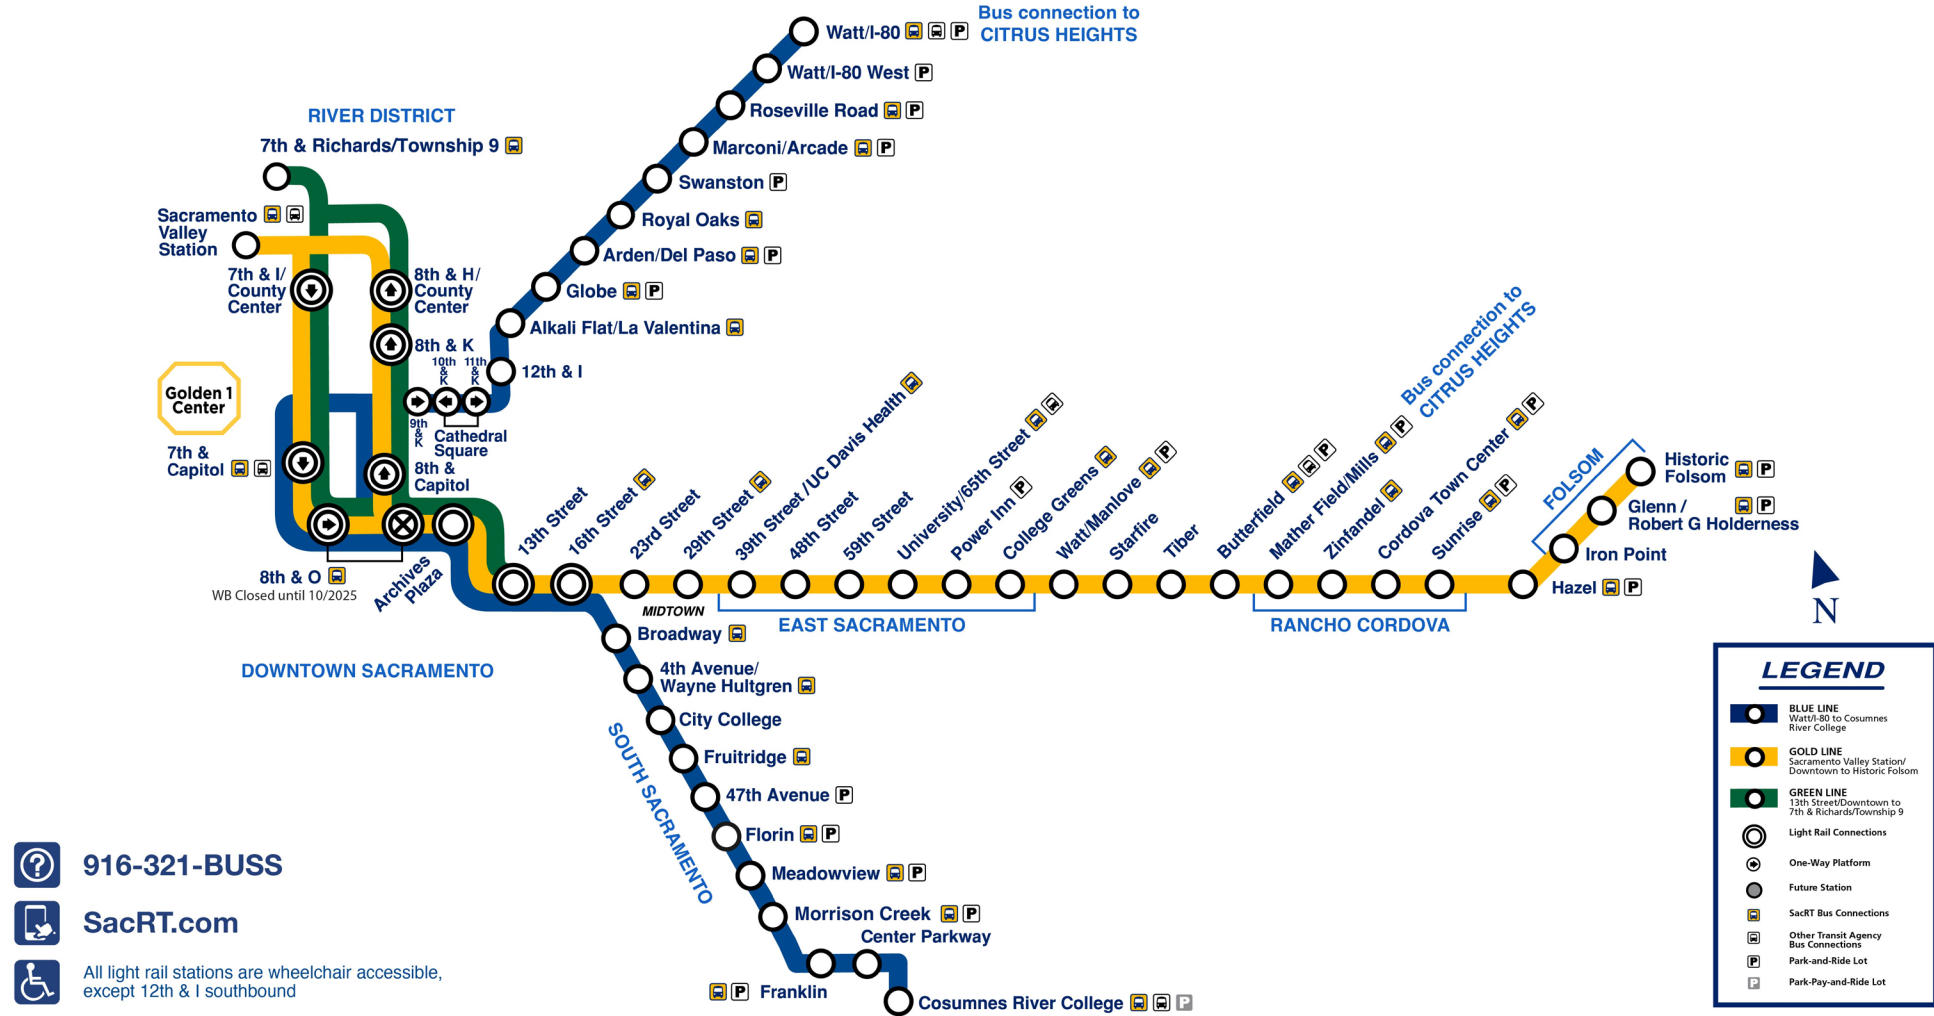 Bus connection to
CITRUS HEIGHTS
Watt/I-80 P
Watt/I-80 West P
Roseville Road P
Marconi/Arcade P
Swanston P
Royal Oaks
Arden/Del Paso P
Globe P
Alkali Flat/La Valentina
12th & I
RIVER DISTRICT
7th & Richards/Township 9
Sacramento
Valley
Station
7th & I/
County
Center
8th & H/
County
Center
8th & K
10th
&
K
11th
&
K
9th
&
K
Cathedral
Square
Golden 1
Center
7th &
Capitol
8th &
Capitol
8th & O
WB Closed until 10/2025
Archives
Plaza
13th Street
16th Street
23rd Street
29th Street
39th Street /UC Davis Health
48th Street
59th Street
University/65th Street
Power Inn P
College Greens
Watt/Manlove P
Starfire
Tiber
Butterfield P
Mather Field/Mills P
Bus connection to
CITRUS HEIGHTS
Zinfandel
Cordova Town Center P
Sunrise P
Hazel P
FOLSOM
Iron Point
Glenn / P
Robert G Holderness
Historic
Folsom P
MIDTOWN
EAST SACRAMENTO
RANCHO CORDOVA
DOWNTOWN SACRAMENTO
Broadway
4th Avenue/
Wayne Hultgren
City College
Fruitridge
47th Avenue P
Florin P
Meadowview P
Morrison Creek P
Center Parkway
P Franklin
Cosumnes River College P
SOUTH SACRAMENTO
N
LEGEND
BLUE LINE
Watt/I-80 to Cosumnes
River College
GOLD LINE
Sacramento Valley Station/
Downtown to Historic Folsom
GREEN LINE
13th Street/Downtown to
7th & Richards/Township 9
Light Rail Connections
One-Way Platform
Future Station
SacRT Bus Connections
Other Transit Agency
Bus Connections
P Park-and-Ride Lot
P Park-Pay-and-Ride Lot
? 916-321-BUSS
SacRT.com
All light rail stations are wheelchair accessible,
except 12th & I southbound